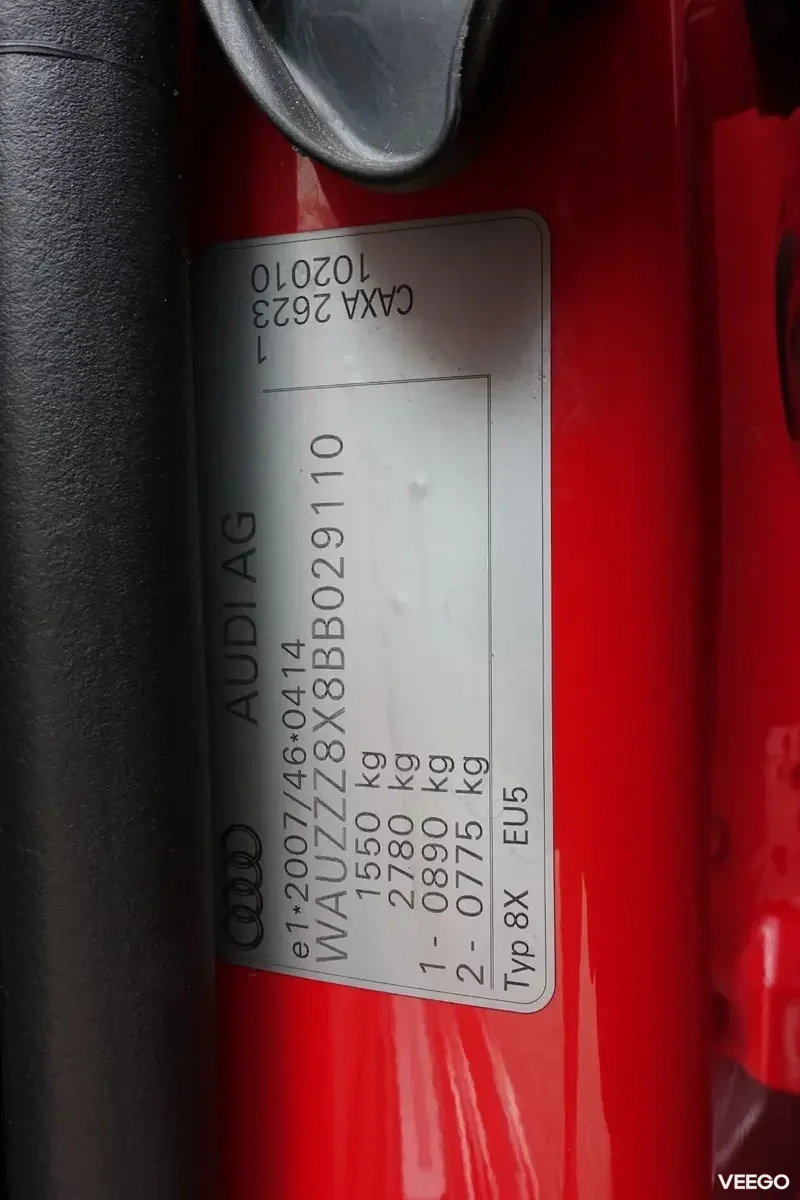 AUDI AG
e1*2007/46*0414
WAUZZZ8X8BB029110
1550 kg
2780 kg
1 - 0890 kg
2 - 0775 kg
Typ 8X EU5
1
CAXA 2623
102010
VEEGO